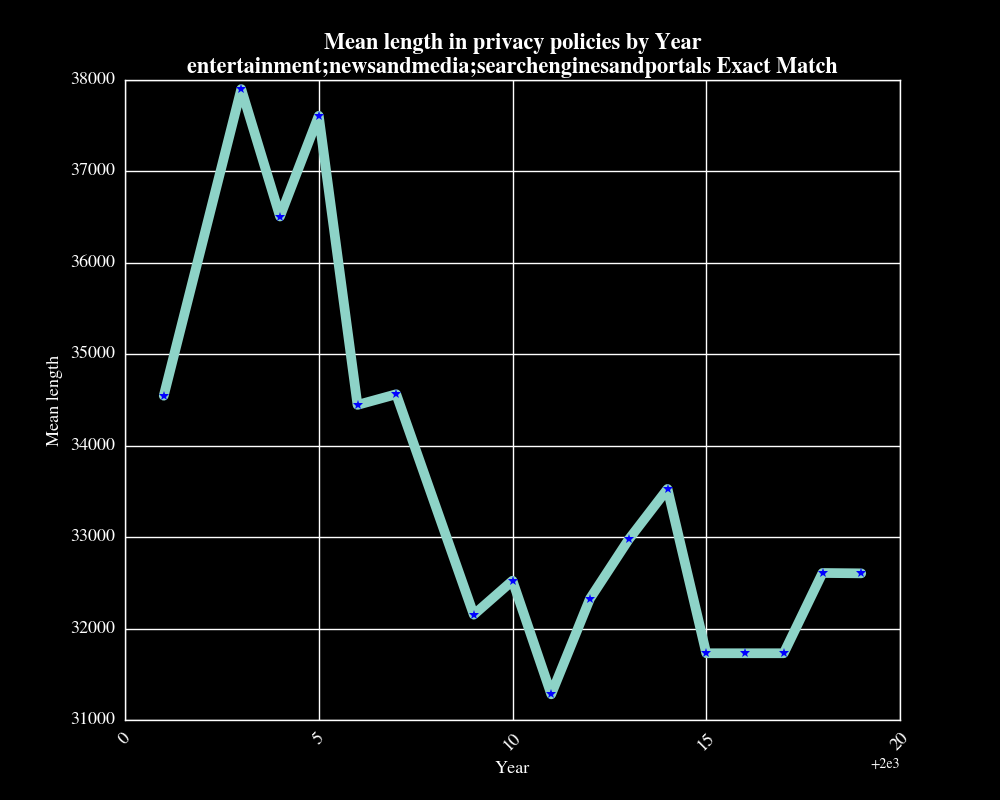 Mean length in privacy policies by Year
entertainment;newsandmedia;searchenginesandportals Exact Match
38000
37000
36000
35000
34000
33000
32000
31000
Mean length
0
5
10
15
20
Year
+2e3